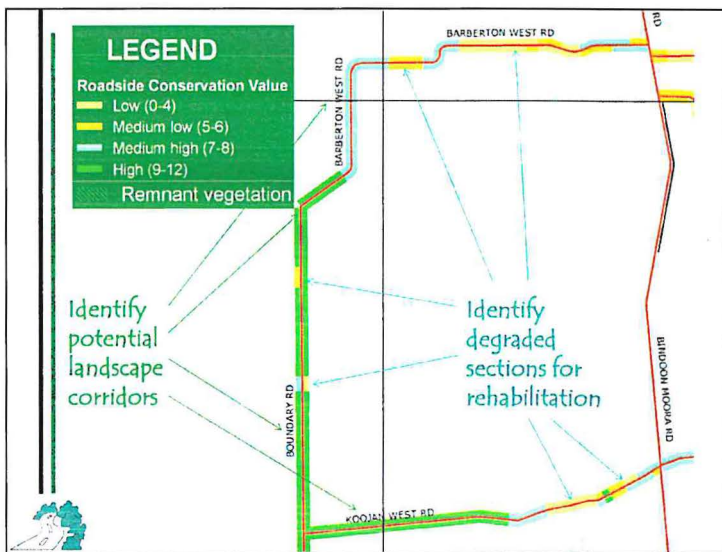 LEGEND
Roadside Conservation Value
Low (0-4)
Medium low (5-6)
Medium high (7-8)
High (9-12)
Remnant vegetation
BARBERTON WEST RD
RD
BARBERTON WEST RD
Identify
potential
landscape
corridors
Identify
degraded
sections for
rehabilitation
BOUNDARY RD
BINDOON MOORA RD
KOOJAN WEST RD